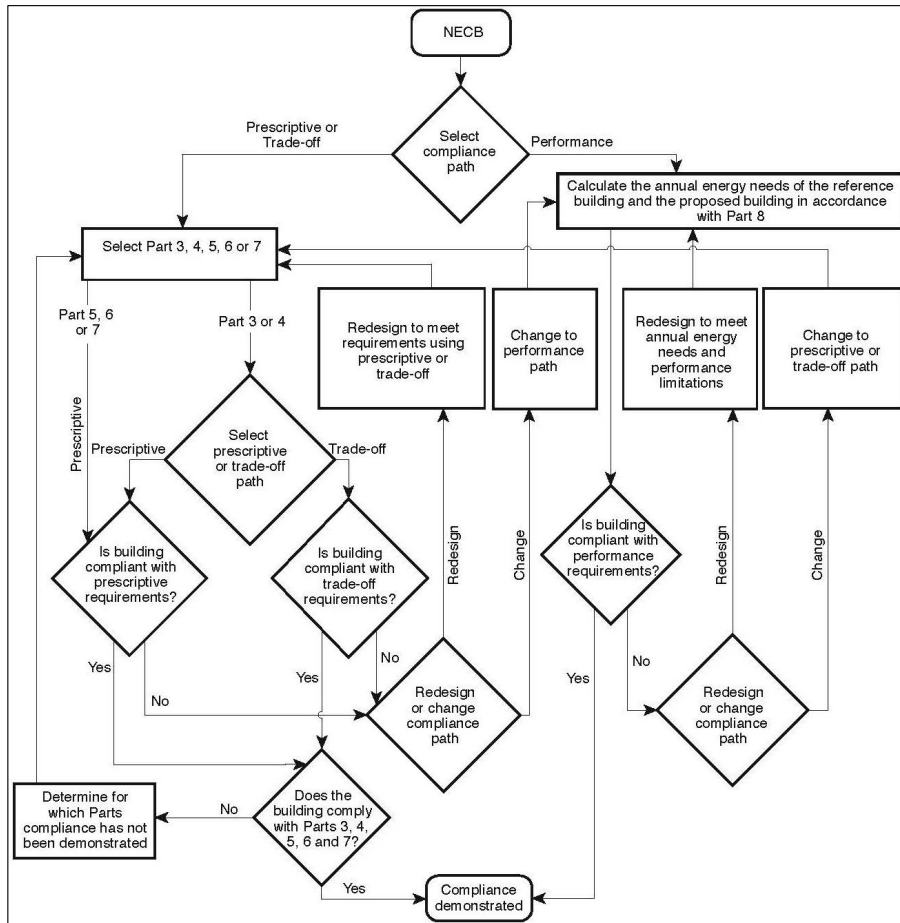 NECB
Prescriptive or
Trade-off
Select
compliance
path
Performance
Calculate the annual energy needs of the reference
building and the proposed building in accordance
with Part 8
Select Part 3, 4, 5, 6 or 7
Part 5, 6
or 7
Part 3 or 4
Redesign to meet
requirements using
prescriptive or
trade-off
Change to
performance
path
Redesign to meet
annual energy
needs and
performance
limitations
Change to
prescriptive or
trade-off path
Prescriptive
Prescriptive
Select
prescriptive
or trade-off
path
Trade-off
Is building
compliant with
prescriptive
requirements?
Is building
compliant with
trade-off
requirements?
Redesign
Change
Is building
compliant with
performance
requirements?
Redesign
Change
Yes
No
Yes
No
Redesign
or change
compliance
path
Yes
No
Redesign
or change
compliance
path
Determine for
which Parts
compliance has not
been demonstrated
No
Does the
building comply
with Parts 3, 4,
5, 6 and 7?
Yes
Compliance
demonstrated